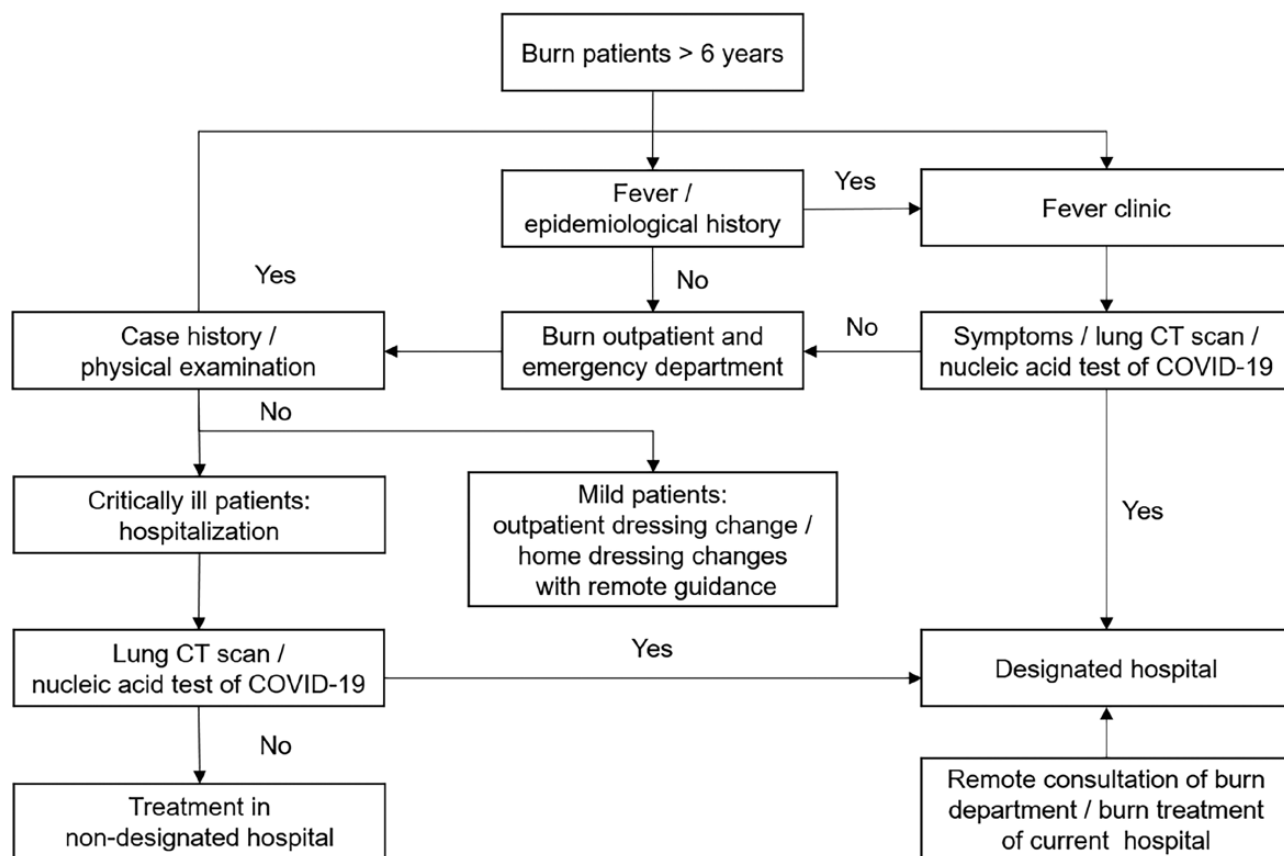 Burn patients > 6 years
Fever /
epidemiological history
Yes
Fever clinic
Yes
No
Case history /
physical examination
Burn outpatient and
emergency department
No
Symptoms / lung CT scan /
nucleic acid test of COVID-19
No
Critically ill patients:
hospitalization
Mild patients:
outpatient dressing change /
home dressing changes
with remote guidance
Yes
Lung CT scan /
nucleic acid test of COVID-19
Yes
Designated hospital
No
Treatment in
non-designated hospital
Remote consultation of burn
department / burn treatment
of current hospital